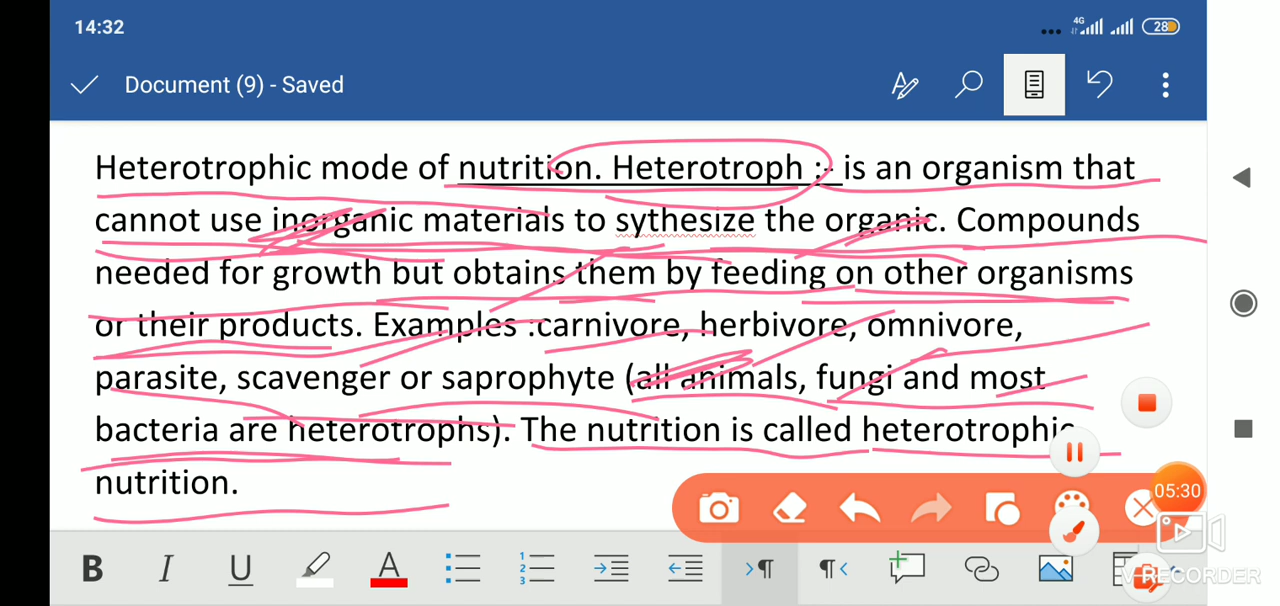 14:32
4G
28
Document (9) - Saved
Heterotrophic mode of nutrition. Heterotroph :- is an organism that
cannot use inorganic materials to sythesize the organic. Compounds
needed for growth but obtains them by feeding on other organisms
or their products. Examples :carnivore, herbivore, omnivore,
parasite, scavenger or saprophyte (all animals, fungi and most
bacteria are heterotrophs). The nutrition is called heterotrophic
nutrition.
05:30
B I U A
V RECORDER